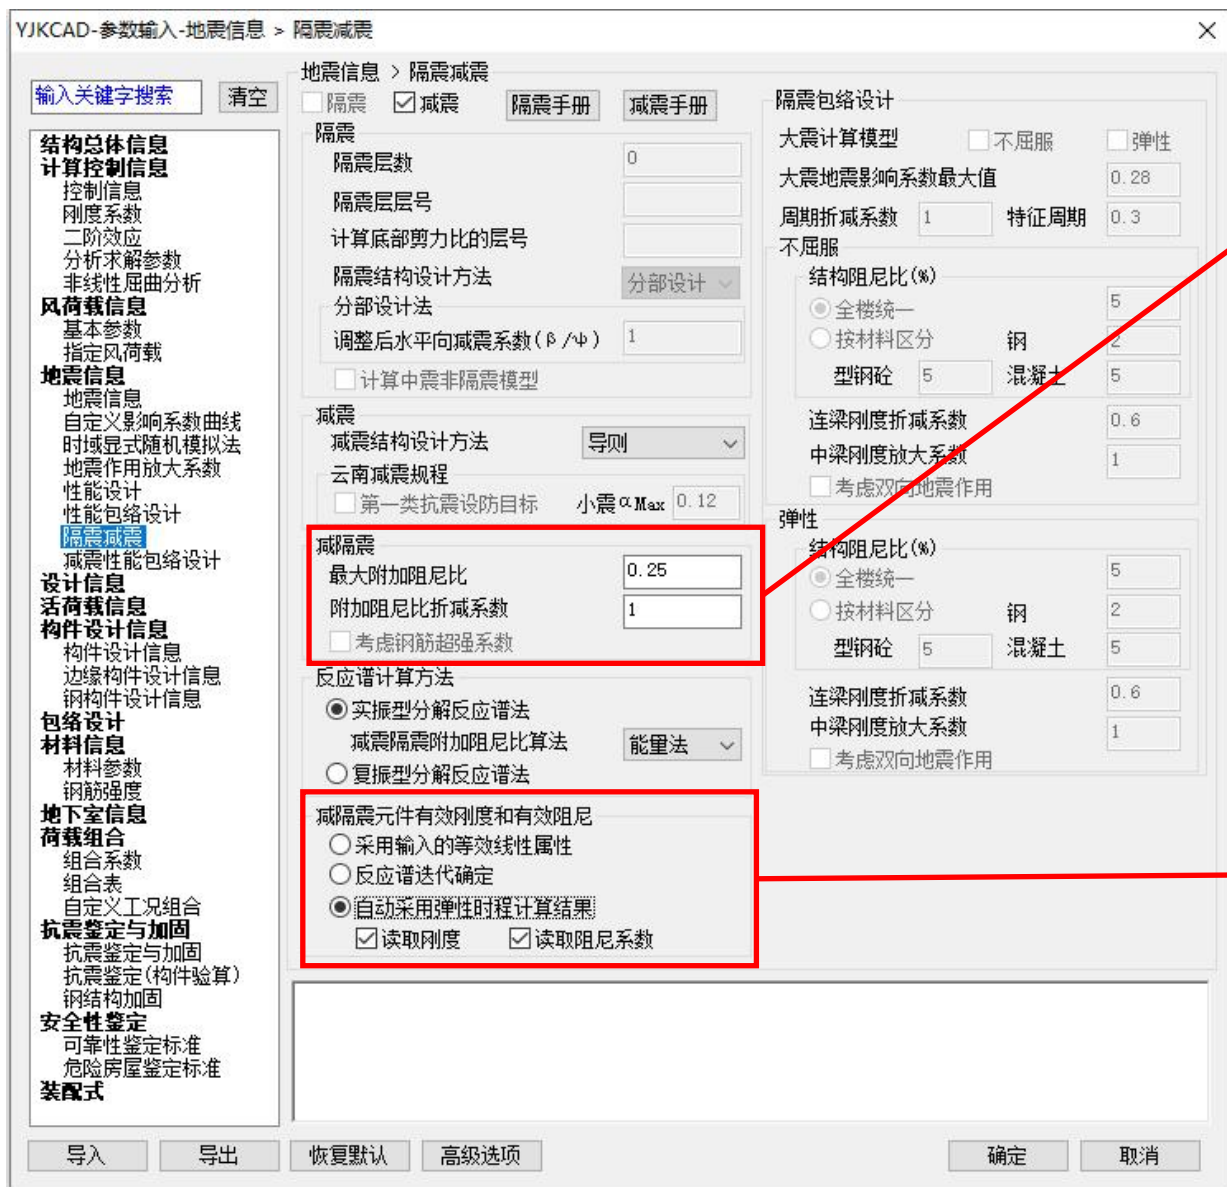 YJKCAD-参数输入-地震信息 > 隔震减震
输入关键字搜索 清空
结构总体信息
计算控制信息
控制信息
刚度系数
二阶效应
分析求解参数
非线性屈曲分析
风荷载信息
基本参数
指定风荷载
地震信息
地震信息
自定义影响系数曲线
时域显式随机模拟法
地震作用放大系数
性能设计
性能包络设计
隔震减震
减震性能包络设计
设计信息
活荷载信息
构件设计信息
构件设计信息
边缘构件设计信息
钢构件设计信息
包络设计
材料信息
材料参数
钢筋强度
地下室信息
荷载组合
组合系数
组合表
自定义工况组合
抗震鉴定与加固
抗震鉴定与加固
抗震鉴定(构件验算)
钢结构加固
安全性鉴定
可靠性鉴定标准
危险房屋鉴定标准
装配式
地震信息 > 隔震减震
隔震 减震 隔震手册 减震手册
隔震
隔震层数 0
隔震层层号
计算底部剪力比的层号
隔震结构设计方法 分部设计
分部设计法
调整后水平向减震系数(β/ψ) 1
计算中震非隔震模型
减震
减震结构设计方法 导则
云南减震规程
第一类抗震设防目标 小震αMax 0.12
减隔震
最大附加阻尼比 0.25
附加阻尼比折减系数 1
考虑钢筋超强系数
反应谱计算方法
实振型分解反应谱法
减震隔震附加阻尼比算法 能量法
复振型分解反应谱法
减隔震元件有效刚度和有效阻尼
采用输入的等效线性属性
反应谱迭代确定
自动采用弹性时程计算结果
读取刚度 读取阻尼系数
隔震包络设计
大震计算模型 不屈服 弹性
大震地震影响系数最大值 0.28
周期折减系数 1 特征周期 0.3
不屈服
结构阻尼比(%)
全楼统一 5
按材料区分 钢 2
型钢砼 5 混凝土 5
连梁刚度折减系数 0.6
中梁刚度放大系数 1
考虑双向地震作用
弹性
结构阻尼比(%)
全楼统一 5
按材料区分 钢 2
型钢砼 5 混凝土 5
连梁刚度折减系数 0.6
中梁刚度放大系数 1
考虑双向地震作用
导入 导出 恢复默认 高级选项 确定 取消